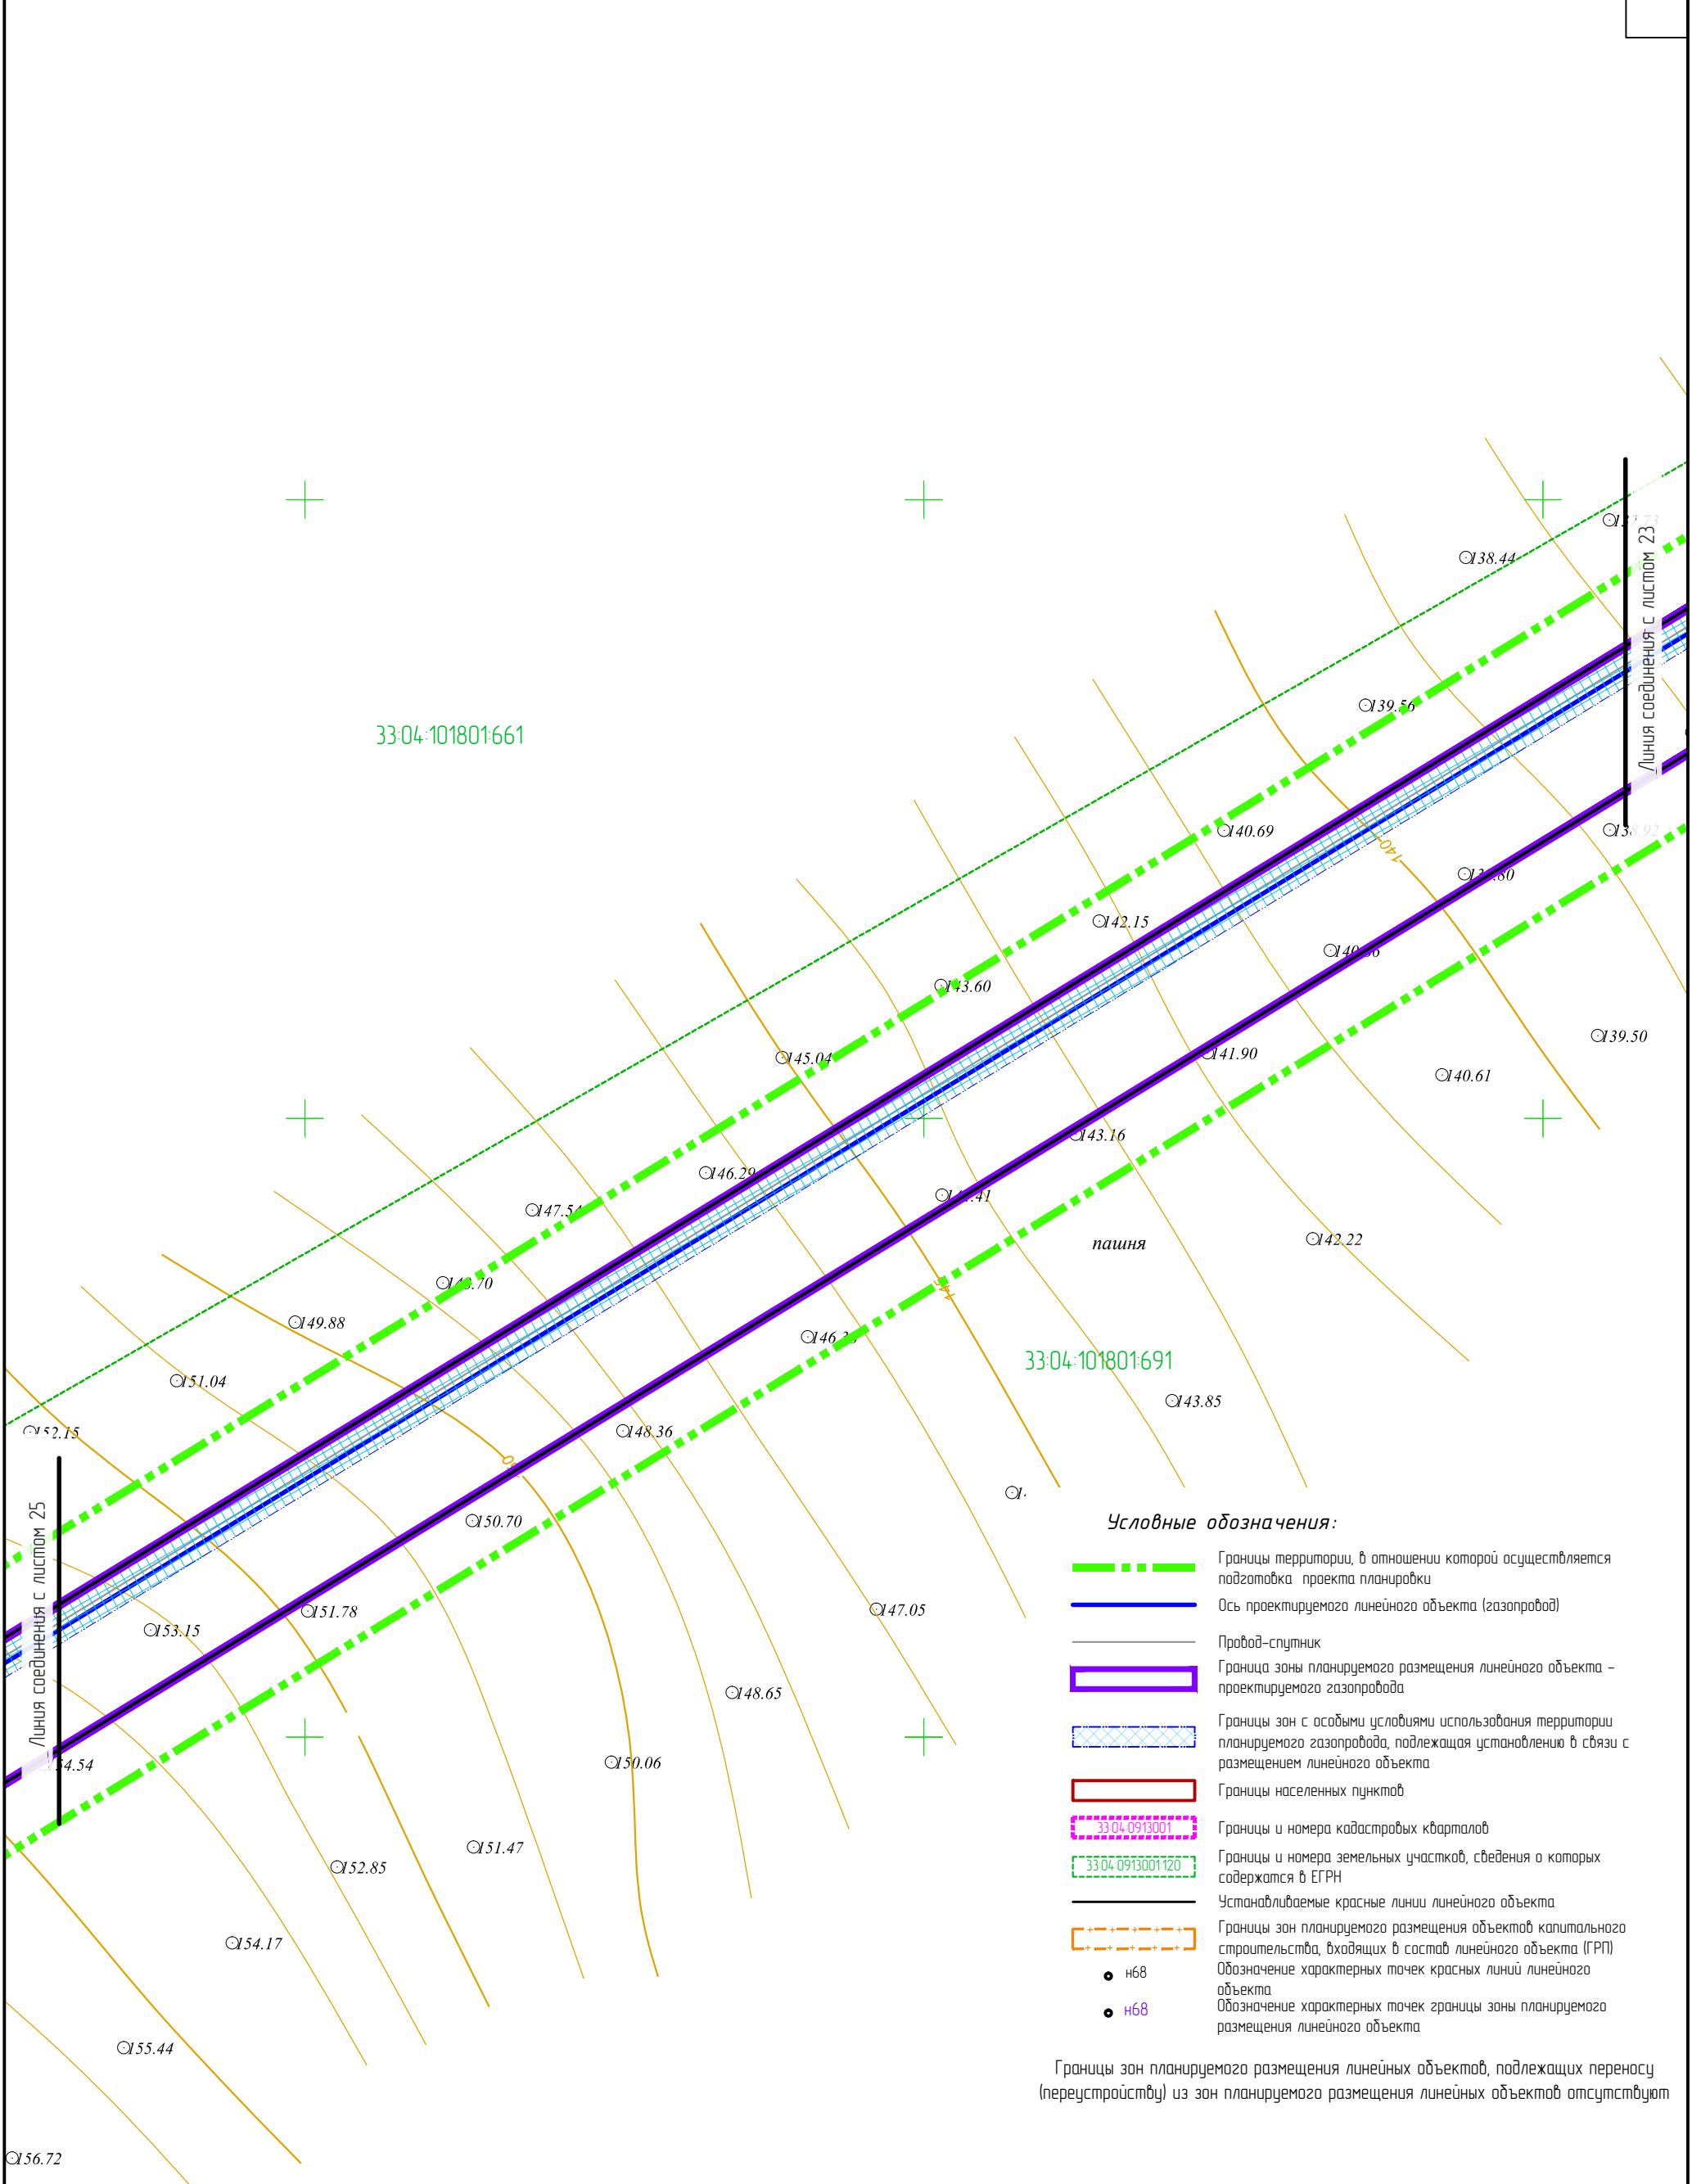 138.44
Линия соединения с листом 23
139.56
33:04:101801:661
140.69
138.92
140
142.15
143.60
139.50
145.04
141.90
140.61
143.16
146.29
147.54
142.22
пашня
145
149.88
33:04:101801:691
151.04
143.85
152.15
148.36
150.70
Линия соединения с листом 25
151.78
147.05
153.15
148.65
150.06
151.47
152.85
154.17
155.44
156.72
Условные обозначения:
Границы территории, в отношении которой осуществляется
подготовка проекта планировки
Ось проектируемого линейного объекта (газопровод)
Провод-спутник
Граница зоны планируемого размещения линейного объекта –
проектируемого газопровода
Границы зон с особыми условиями использования территории
планируемого газопровода, подлежащая установлению в связи с
размещением линейного объекта
Границы населенных пунктов
33:04:0913001
Границы и номера кадастровых кварталов
33:04:0913001:120
Границы и номера земельных участков, сведения о которых
содержатся в ЕГРН
Устанавливаемые красные линии линейного объекта
Границы зон планируемого размещения объектов капитального
строительства, входящих в состав линейного объекта (ГРП)
н68
Обозначение характерных точек красных линий линейного
объекта
н68
Обозначение характерных точек границы зоны планируемого
размещения линейного объекта
Границы зон планируемого размещения линейных объектов, подлежащих переносу
(переустройству) из зон планируемого размещения линейных объектов отсутствуют